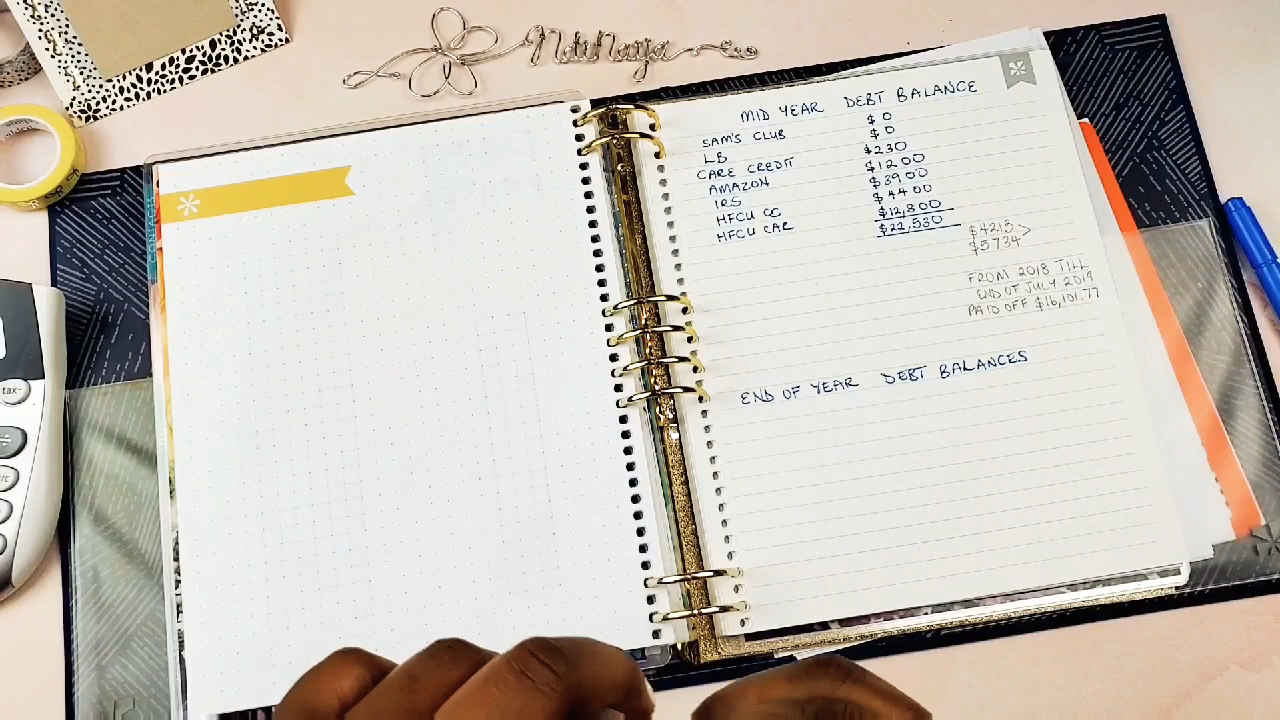 CONTACTS
tax-
MID YEAR DEBT BALANCE
SAM'S CLUB $0
LB $0
CARE CREDIT $230
AMAZON $1200
IRS $3900
HFCU CC $4400
HFCU CAR $12,800
$22,530
$4213>
$5734
FROM 2018 TILL
END OF JULY 2019
PAID OFF $16,101.77
END OF YEAR DEBT BALANCES